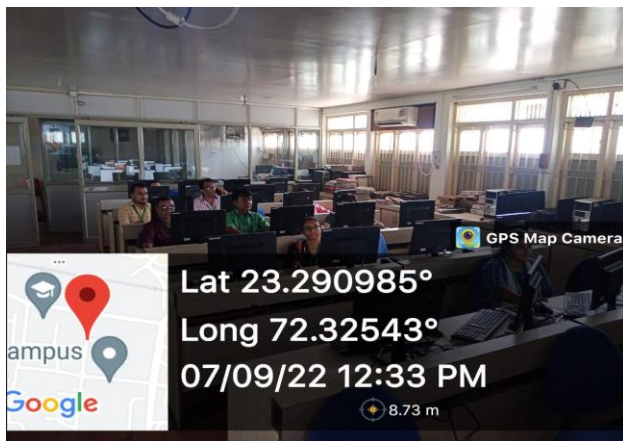 GPS Map Camera
...
ampus
Google
Lat 23.290985°
Long 72.32543°
07/09/22 12:33 PM
8.73 m